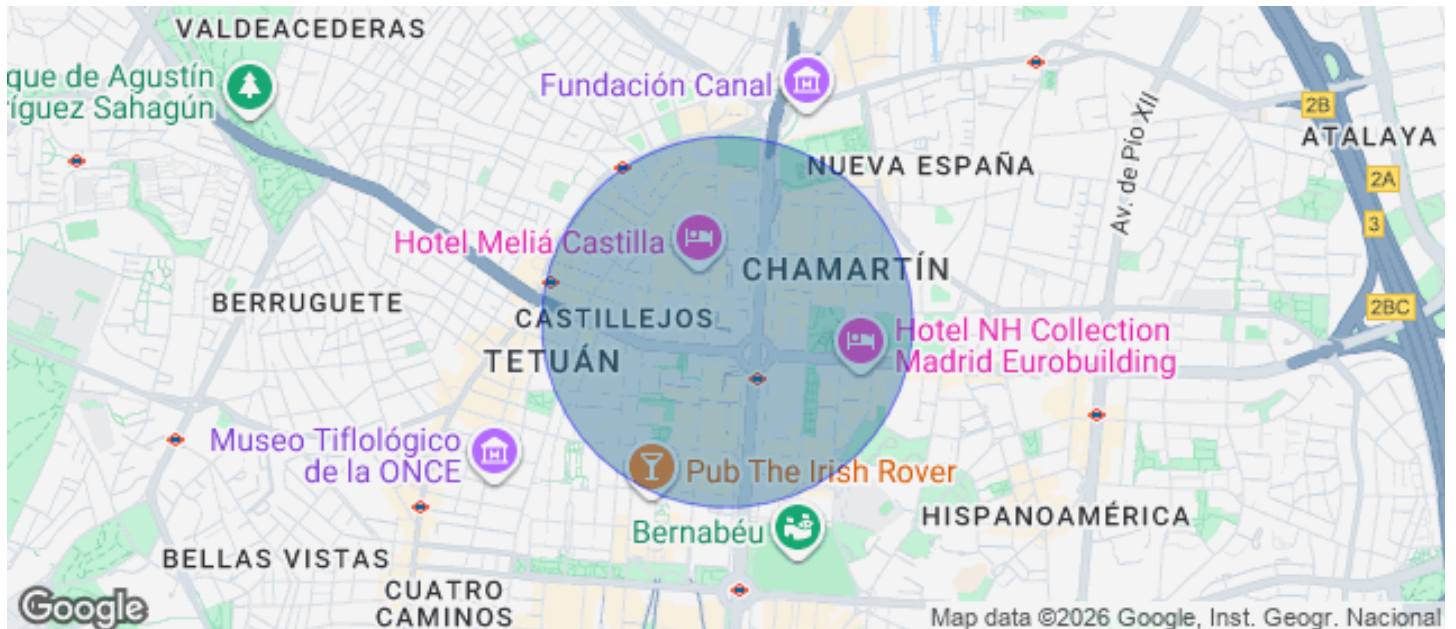 VALDEACEDERAS
que de Agustín
ríguez Sahagún
Fundación Canal
2B
ATALAYA
Av. de Pío XII
NUEVA ESPAÑA
2A
3
Hotel Meliá Castilla
CHAMARTÍN
BERRUGUETE
CASTILLEJOS
2BC
TETUÁN
Hotel NH Collection
Madrid Eurobuilding
Museo Tiflológico
de la ONCE
Pub The Irish Rover
Bernabéu
HISPANOAMÉRICA
BELLAS VISTAS
CUATRO
CAMINOS
Google
Map data ©2026 Google, Inst. Geogr. Nacional